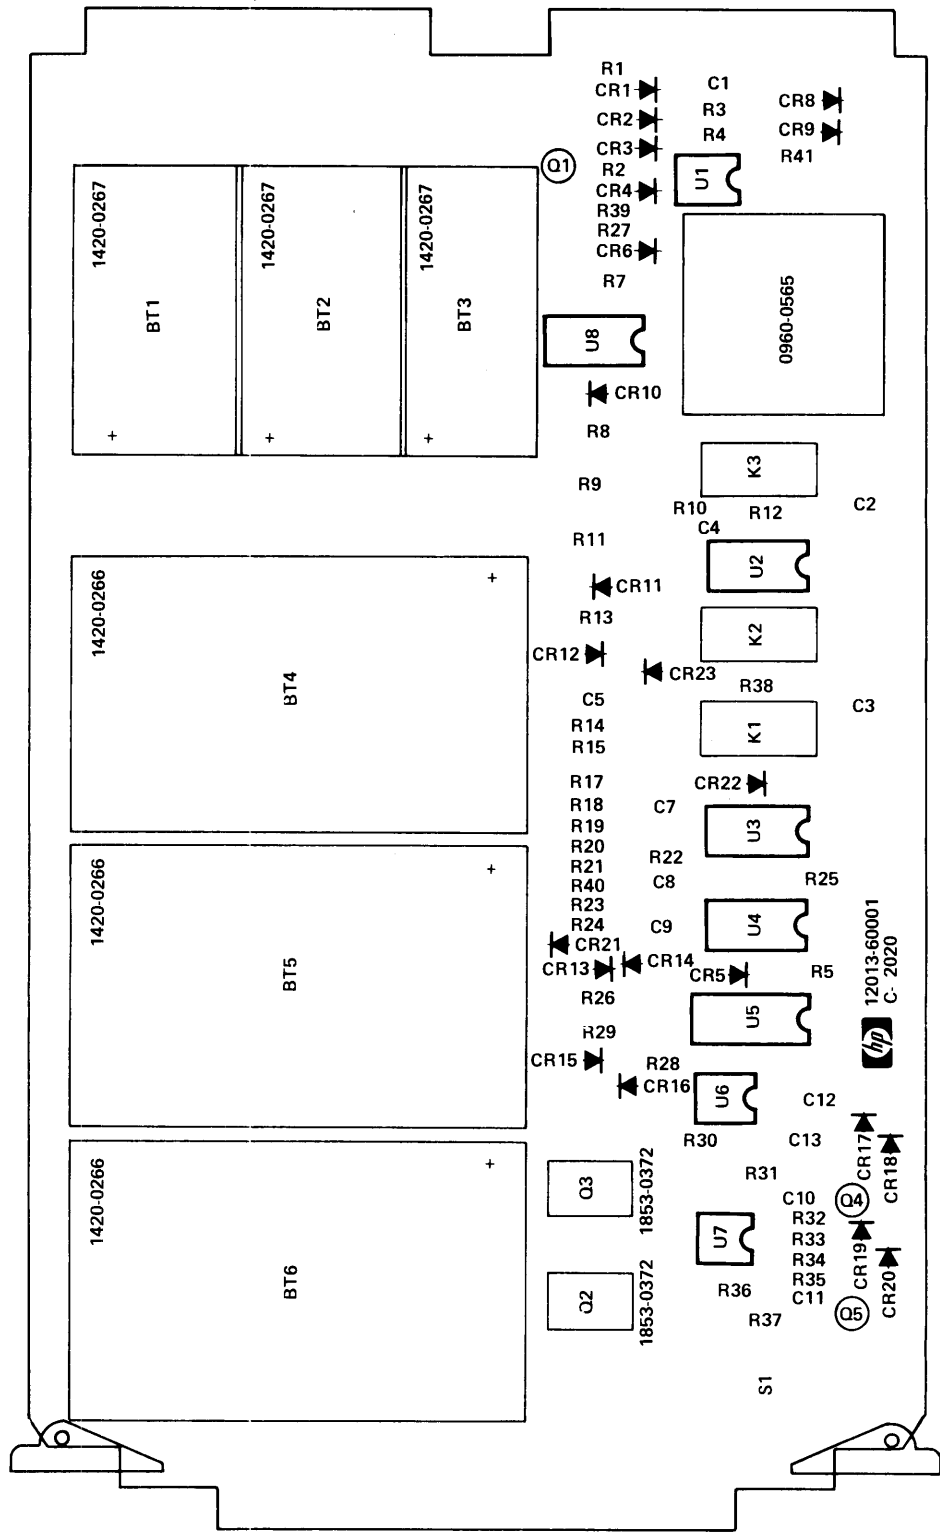 R1
CR1
C1
CR8
R3
CR2
CR9
R4
CR3
R41
Q1
R2
U1
CR4
R39
R27
CR6
R7
1420-0267
1420-0267
1420-0267
BT1
BT2
BT3
+
+
+
0960-0565
U8
CR10
R8
K3
R9
C2
R10
R12
C4
R11
U2
1420-0266
+
BT4
CR11
R13
K2
CR12
CR23
R38
C5
C3
R14
K1
R15
R17
CR22
R18
C7
R19
U3
R20
R22
R21
R40
C8
R25
R23
R24
C9
U4
1420-0266
+
BT5
CR21
CR14
CR13
CR5
R5
12013-60001
C- 2020
R26
U5
R29
hp
CR15
R28
CR16
U6
C12
R30
C13
CR17
CR18
1420-0266
+
BT6
Q3
1853-0372
R31
C10
Q4
R32
U7
R33
R34
CR19
R35
CR20
R36
C11
Q2
1853-0372
R37
Q5
S1